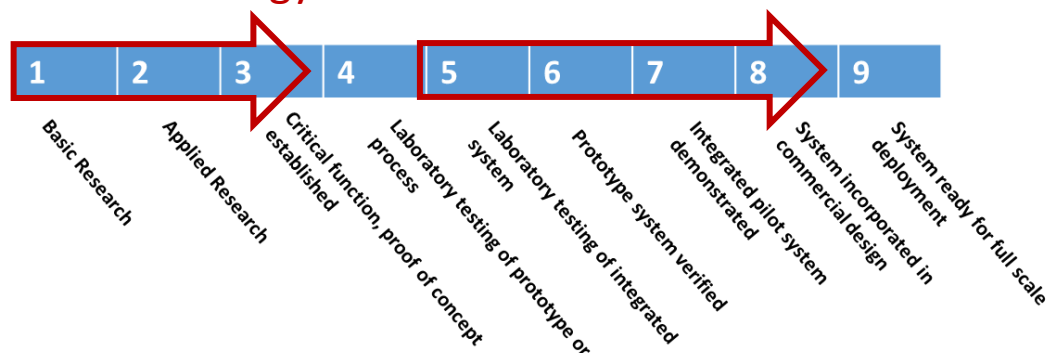 1 2 3 4 5 6 7 8 9
Basic Research
Applied Research
Critical function, proof of concept
established
Laboratory testing of prototype or
process
Laboratory testing of integrated
system
Prototype system verified
Integrated pilot system
demonstrated
System incorporated in
commercial design
System ready for full scale
deployment